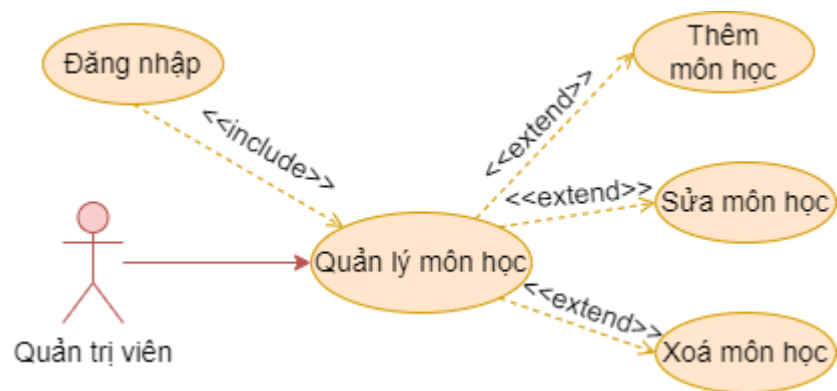 Đăng nhập
Thêm
môn học
<<include>>
<<extend>>
<<extend>>
Sửa môn học
Quản lý môn học
<<extend>>
Xoá môn học
Quản trị viên